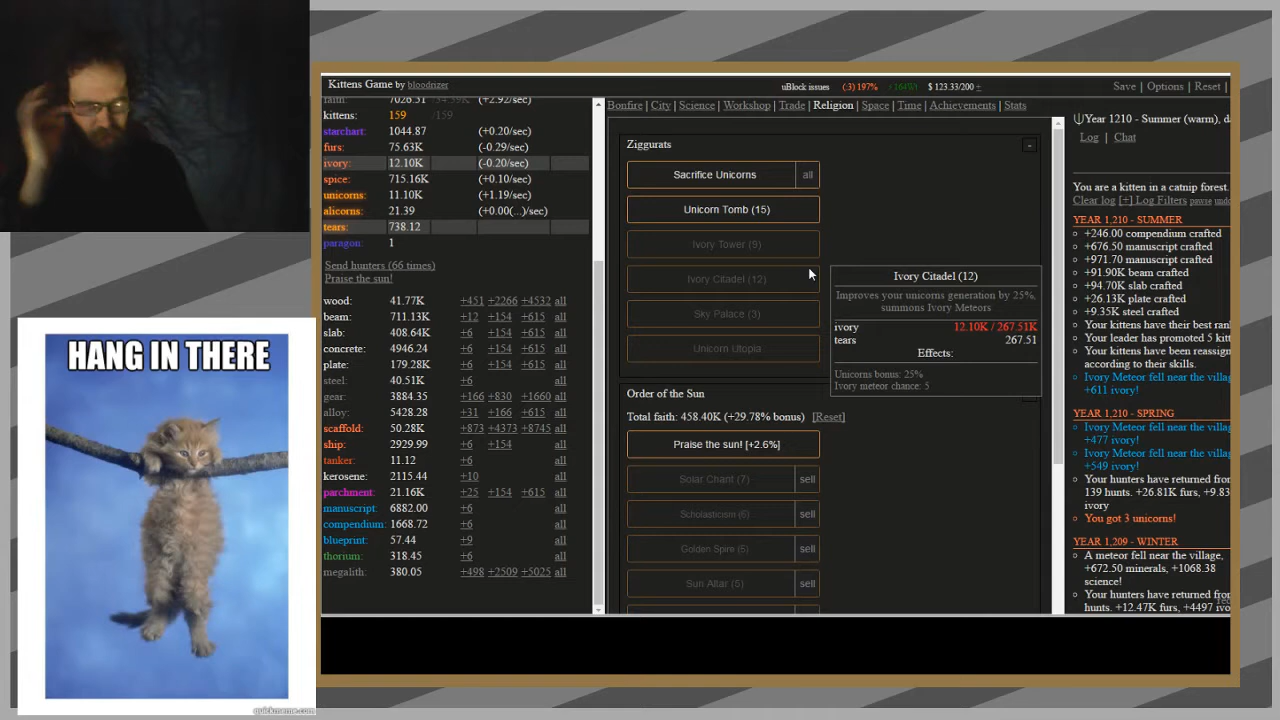 Kittens Game by bloodrizer
uBlock issues (:3) 197% ↑164Wt $ 123.33/200 ±
Save | Options | Reset |
faith: 7026.51 (+2.92/sec)
kittens: 159 /159
starchart: 1044.87 (+0.20/sec)
furs: 75.63K (-0.29/sec)
ivory: 12.10K (-0.20/sec)
spice: 715.16K (+0.10/sec)
unicorns: 11.10K (+1.19/sec)
alicorns: 21.39 (+0.00(...)/sec)
tears: 738.12
paragon: 1
Send hunters (66 times)
Praise the sun!
wood: 41.77K +451 +2266 +4532 all
beam: 711.13K +12 +154 +615 all
slab: 408.64K +6 +154 +615 all
concrete: 4946.24 +6 +154 +615 all
plate: 179.28K +6 +154 +615 all
steel: 40.51K +6 all
gear: 3884.35 +166 +830 +1660 all
alloy: 5428.28 +31 +166 +615 all
scaffold: 50.28K +873 +4373 +8745 all
ship: 2929.99 +6 +154 all
tanker: 11.12 +6 all
kerosene: 2115.44 +10 all
parchment: 21.16K +25 +154 +615 all
manuscript: 6882.00 +6 all
compendium: 1668.72 +6 all
blueprint: 57.44 +9 all
thorium: 318.45 +6 all
megalith: 380.05 +498 +2509 +5025 all
Bonfire | City | Science | Workshop | Trade | Religion | Space | Time | Achievements | Stats
Ziggurats -
Sacrifice Unicorns all
Unicorn Tomb (15)
Ivory Tower (9)
Ivory Citadel (12)
Sky Palace (3)
Unicorn Utopia
Ivory Citadel (12)
Improves your unicorns generation by 25%,
summons Ivory Meteors
ivory 12.10K / 267.51K
tears 267.51
Effects:
Unicorns bonus: 25%
Ivory meteor chance: 5
Order of the Sun
Total faith: 458.40K (+29.78% bonus) [Reset]
Praise the sun! [+2.6%]
Solar Chant (7) sell
Scholasticism (6) sell
Golden Spire (5) sell
Sun Altar (5) sell
Year 1210 - Summer (warm), da
Log | Chat
You are a kitten in a catnip forest.
Clear log [+] Log Filters pause undo
YEAR 1,210 - SUMMER
+246.00 compendium crafted
+676.50 manuscript crafted
+971.70 manuscript crafted
+91.90K beam crafted
+94.70K slab crafted
+26.13K plate crafted
+9.35K steel crafted
Your kittens have their best ran
Your leader has promoted 5 kitt
Your kittens have been reassign
according to their skills.
Ivory Meteor fell near the villag
+611 ivory!
YEAR 1,210 - SPRING
Ivory Meteor fell near the villag
+477 ivory!
Ivory Meteor fell near the villag
+549 ivory!
Your hunters have returned from
139 hunts. +26.81K furs, +9.83
ivory
You got 3 unicorns!
YEAR 1,209 - WINTER
A meteor fell near the village,
+672.50 minerals, +1068.38
science!
Your hunters have returned from
hunts. +12.47K furs, +4497 ivo
HANG IN THERE
quickmeme.com